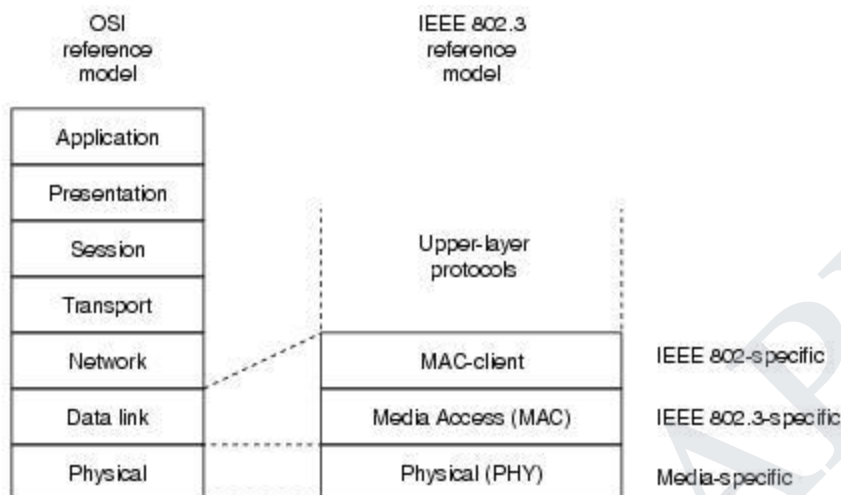 OSI
reference
model
IEEE 802.3
reference
model
Application
Presentation
Session
Transport
Network
Data link
Physical
Upper-layer
protocols
MAC-client
Media Access (MAC)
Physical (PHY)
IEEE 802-specific
IEEE 802.3-specific
Media-specific